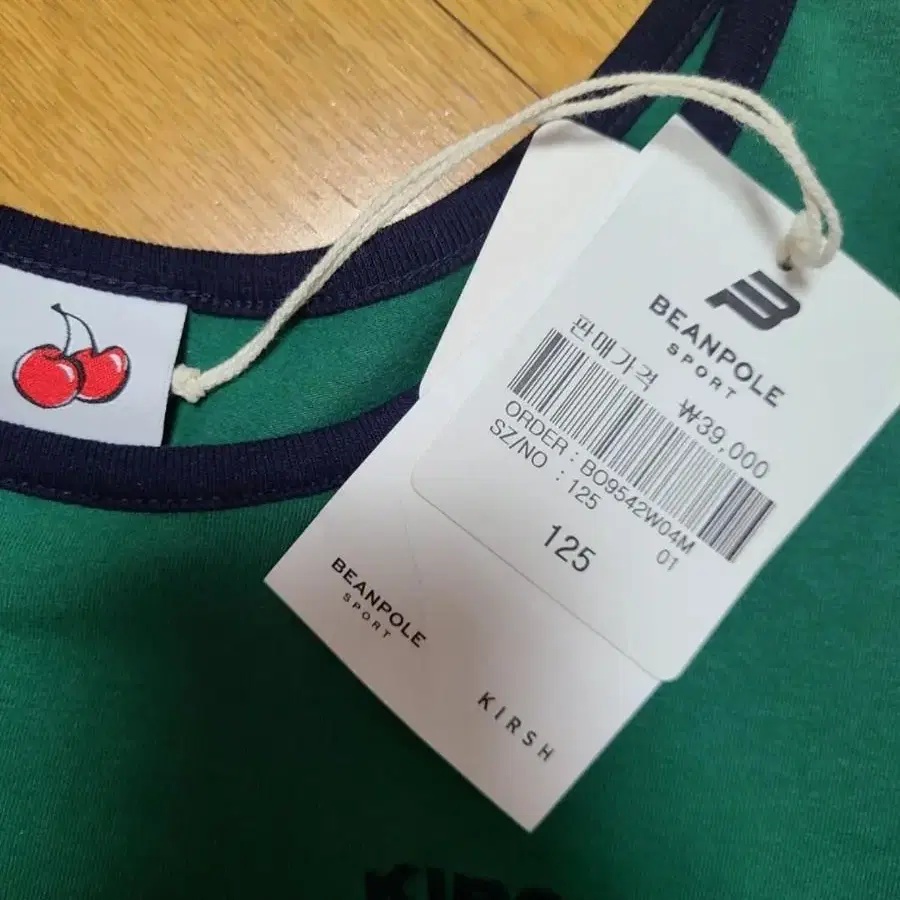 BEANPOLE
SPORT
판매가격 ₩39,000
ORDER : BO9542W04M
SZ/NO : 125 01
125
BEANPOLE
SPORT
KIRSH